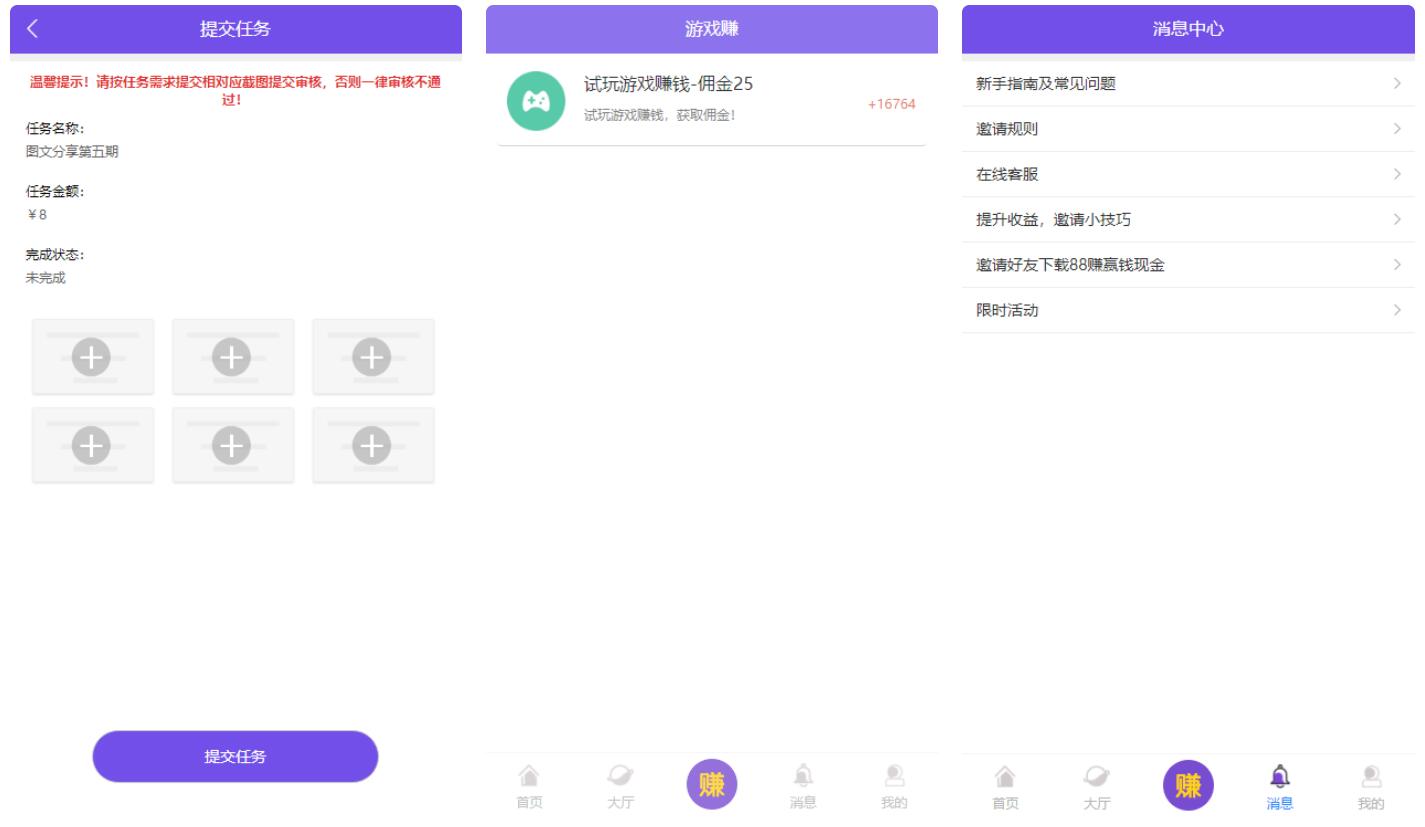 提交任务
温馨提示！请按任务需求提交相对应截图提交审核，否则一律审核不通
过！
任务名称：
图文分享第五期
任务金额：
￥8
完成状态：
未完成
提交任务
游戏赚
试玩游戏赚钱-佣金25
试玩游戏赚钱，获取佣金！
+16764
首页
大厅
赚
消息
我的
消息中心
新手指南及常见问题
邀请规则
在线客服
提升收益，邀请小技巧
邀请好友下载88赚赢钱现金
限时活动
首页
大厅
赚
消息
我的